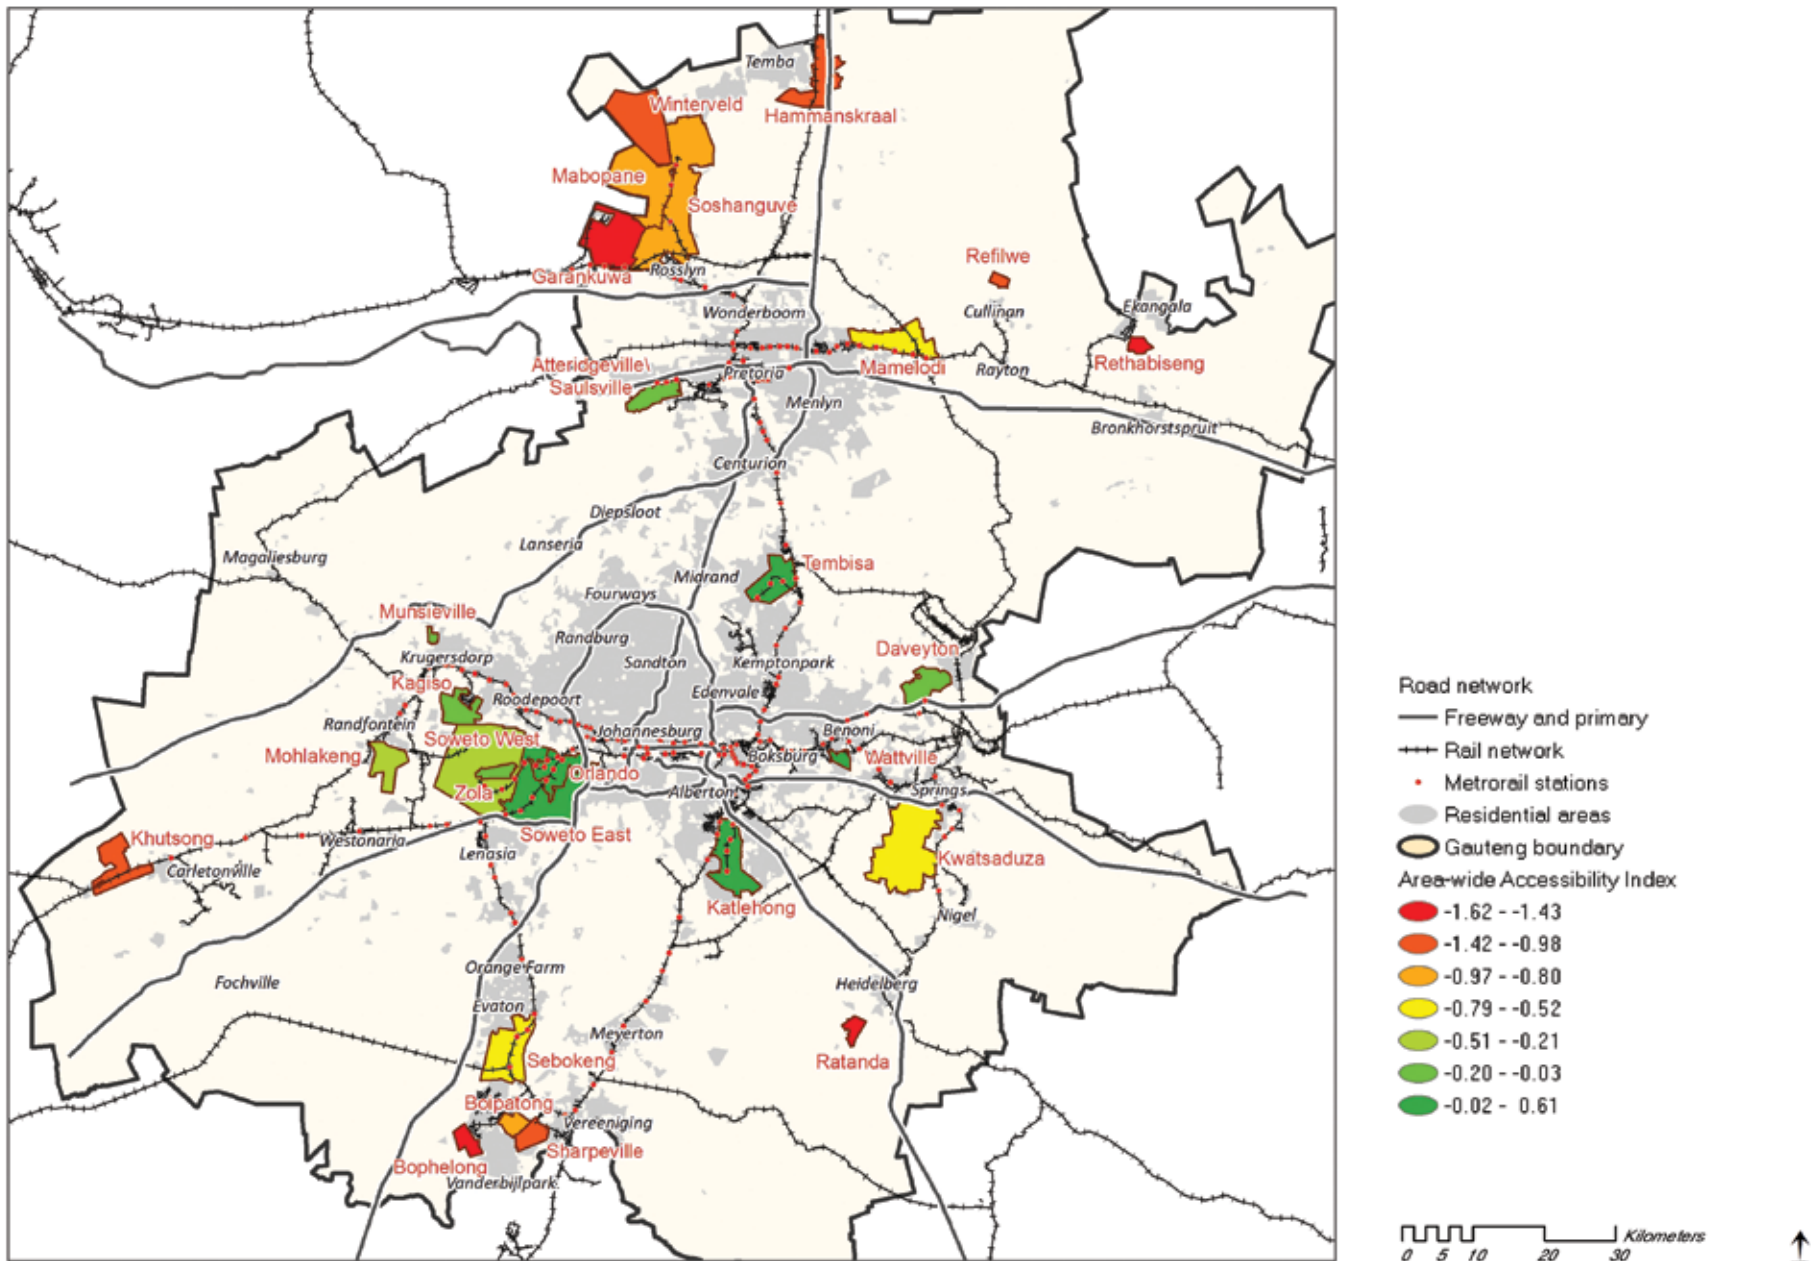 Temba
Winterveld
Hammanskraal
Mabopane
Soshanguve
Refilwe
Garankuwa
Rosslyn
Ekangala
Wonderboom
Cullinan
Atteridgeville\
Saulsville
Pretoria
Mamelodi
Rayton
Rethabiseng
Menlyn
Bronkhorstspruit
Centurion
Diepsloot
Lanseria
Magaliesburg
Midrand
Tembisa
Fourways
Munsieville
Randburg
Krugersdorp
Sandton
Kemptonpark
Daveyton
Kagiso
Roodepoort
Edenvale
Randfontein
Soweto West
Johannesburg
Benoni
Mohlakeng
Boksburg
Wattville
Orlando
Zola
Alberton
Springs
Soweto East
Khutsong
Westonaria
Lenasia
Carletonville
Kwatsaduza
Katlehong
Nigel
Orange Farm
Fochville
Heidelberg
Evaton
Meyerton
Sebokeng
Ratanda
Boipatong
Vereeniging
Sharpeville
Bophelong
Vanderbijlpark
Road network
Freeway and primary
Rail network
Metrorail stations
Residential areas
Gauteng boundary
Area-wide Accessibility Index
-1.62 - -1.43
-1.42 - -0.98
-0.97 - -0.80
-0.79 - -0.52
-0.51 - -0.21
-0.20 - -0.03
-0.02 - 0.61
Kilometers
0 5 10 20 30